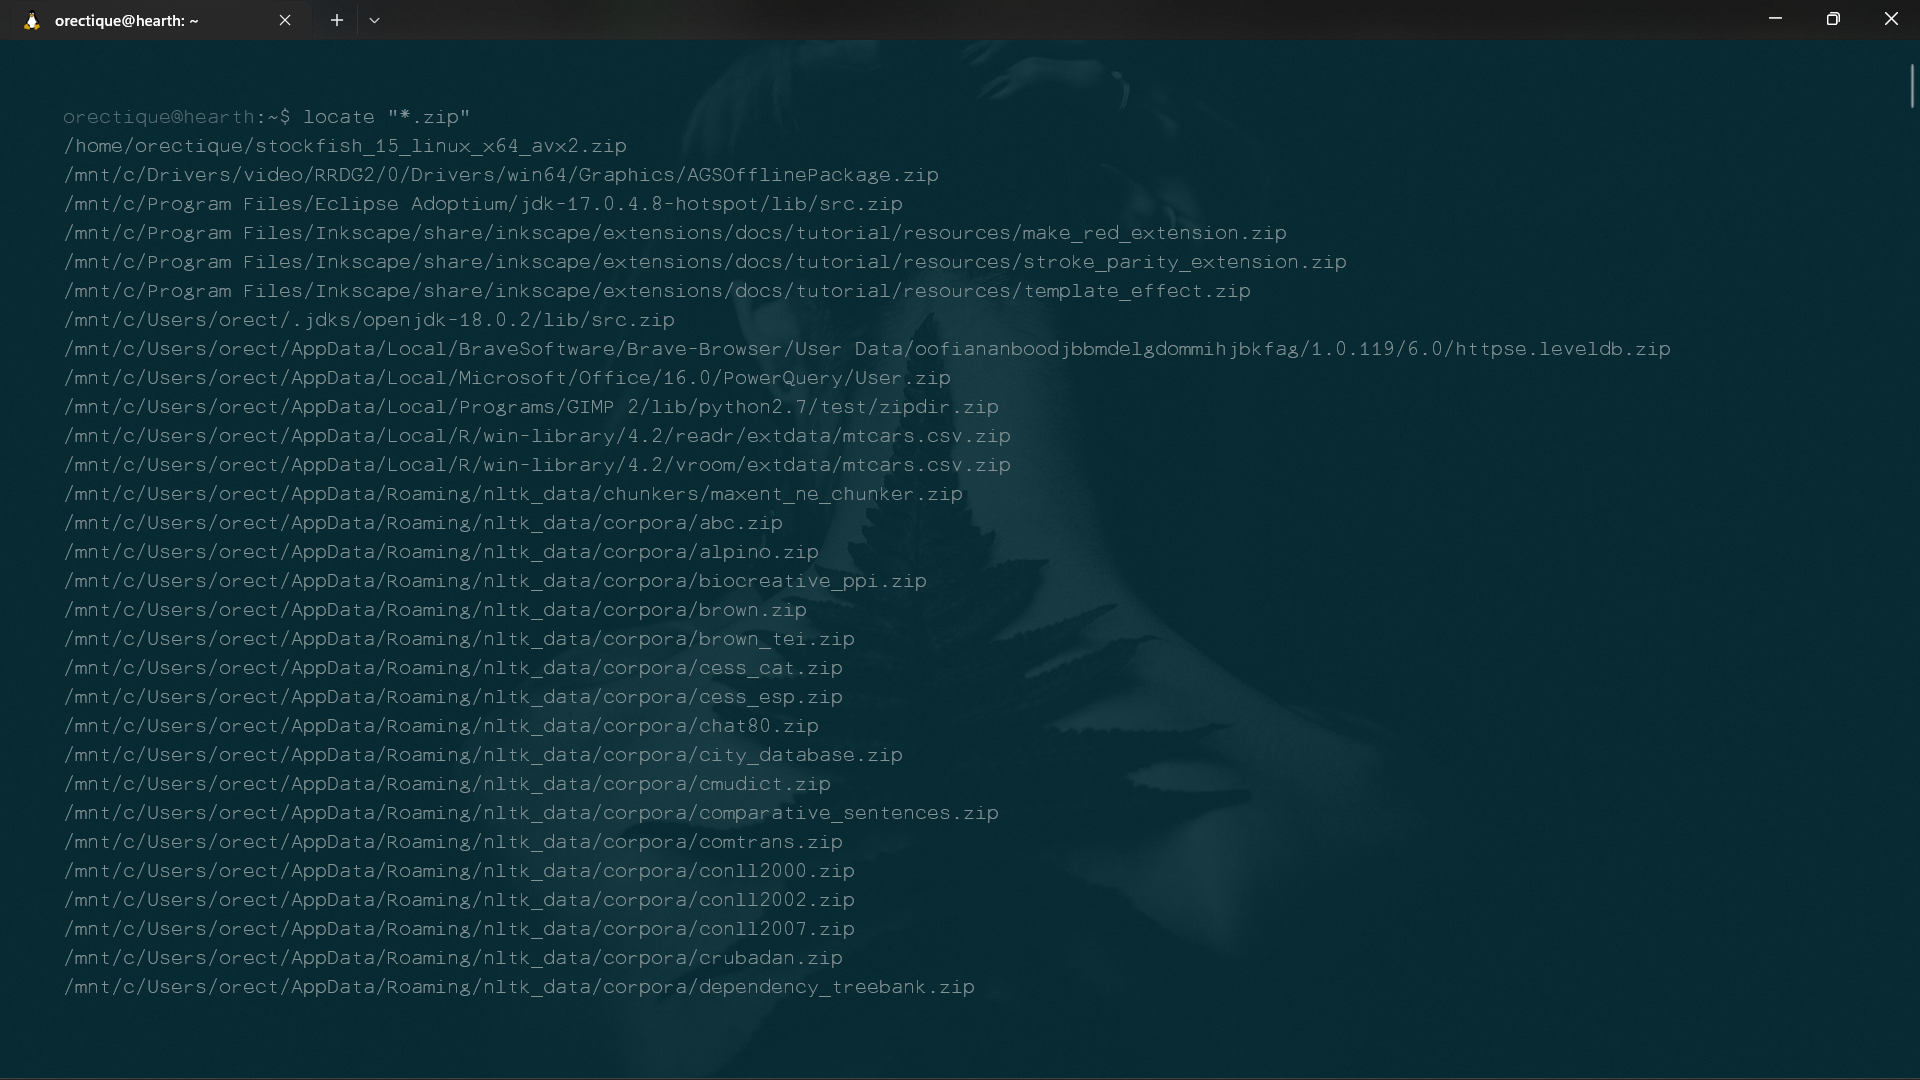 orectique@hearth: ~
orectique@hearth:~$ locate "*.zip"
/home/orectique/stockfish_15_linux_x64_avx2.zip
/mnt/c/Drivers/video/RRDG2/0/Drivers/win64/Graphics/AGSOfflinePackage.zip
/mnt/c/Program Files/Eclipse Adoptium/jdk-17.0.4.8-hotspot/lib/src.zip
/mnt/c/Program Files/Inkscape/share/inkscape/extensions/docs/tutorial/resources/make_red_extension.zip
/mnt/c/Program Files/Inkscape/share/inkscape/extensions/docs/tutorial/resources/stroke_parity_extension.zip
/mnt/c/Program Files/Inkscape/share/inkscape/extensions/docs/tutorial/resources/template_effect.zip
/mnt/c/Users/orect/.jdks/openjdk-18.0.2/lib/src.zip
/mnt/c/Users/orect/AppData/Local/BraveSoftware/Brave-Browser/User Data/oofiananboodjbbmdelgdommihjbkfag/1.0.119/6.0/httpse.leveldb.zip
/mnt/c/Users/orect/AppData/Local/Microsoft/Office/16.0/PowerQuery/User.zip
/mnt/c/Users/orect/AppData/Local/Programs/GIMP 2/lib/python2.7/test/zipdir.zip
/mnt/c/Users/orect/AppData/Local/R/win-library/4.2/readr/extdata/mtcars.csv.zip
/mnt/c/Users/orect/AppData/Local/R/win-library/4.2/vroom/extdata/mtcars.csv.zip
/mnt/c/Users/orect/AppData/Roaming/nltk_data/chunkers/maxent_ne_chunker.zip
/mnt/c/Users/orect/AppData/Roaming/nltk_data/corpora/abc.zip
/mnt/c/Users/orect/AppData/Roaming/nltk_data/corpora/alpino.zip
/mnt/c/Users/orect/AppData/Roaming/nltk_data/corpora/biocreative_ppi.zip
/mnt/c/Users/orect/AppData/Roaming/nltk_data/corpora/brown.zip
/mnt/c/Users/orect/AppData/Roaming/nltk_data/corpora/brown_tei.zip
/mnt/c/Users/orect/AppData/Roaming/nltk_data/corpora/cess_cat.zip
/mnt/c/Users/orect/AppData/Roaming/nltk_data/corpora/cess_esp.zip
/mnt/c/Users/orect/AppData/Roaming/nltk_data/corpora/chat80.zip
/mnt/c/Users/orect/AppData/Roaming/nltk_data/corpora/city_database.zip
/mnt/c/Users/orect/AppData/Roaming/nltk_data/corpora/cmudict.zip
/mnt/c/Users/orect/AppData/Roaming/nltk_data/corpora/comparative_sentences.zip
/mnt/c/Users/orect/AppData/Roaming/nltk_data/corpora/comtrans.zip
/mnt/c/Users/orect/AppData/Roaming/nltk_data/corpora/conll2000.zip
/mnt/c/Users/orect/AppData/Roaming/nltk_data/corpora/conll2002.zip
/mnt/c/Users/orect/AppData/Roaming/nltk_data/corpora/conll2007.zip
/mnt/c/Users/orect/AppData/Roaming/nltk_data/corpora/crubadan.zip
/mnt/c/Users/orect/AppData/Roaming/nltk_data/corpora/dependency_treebank.zip